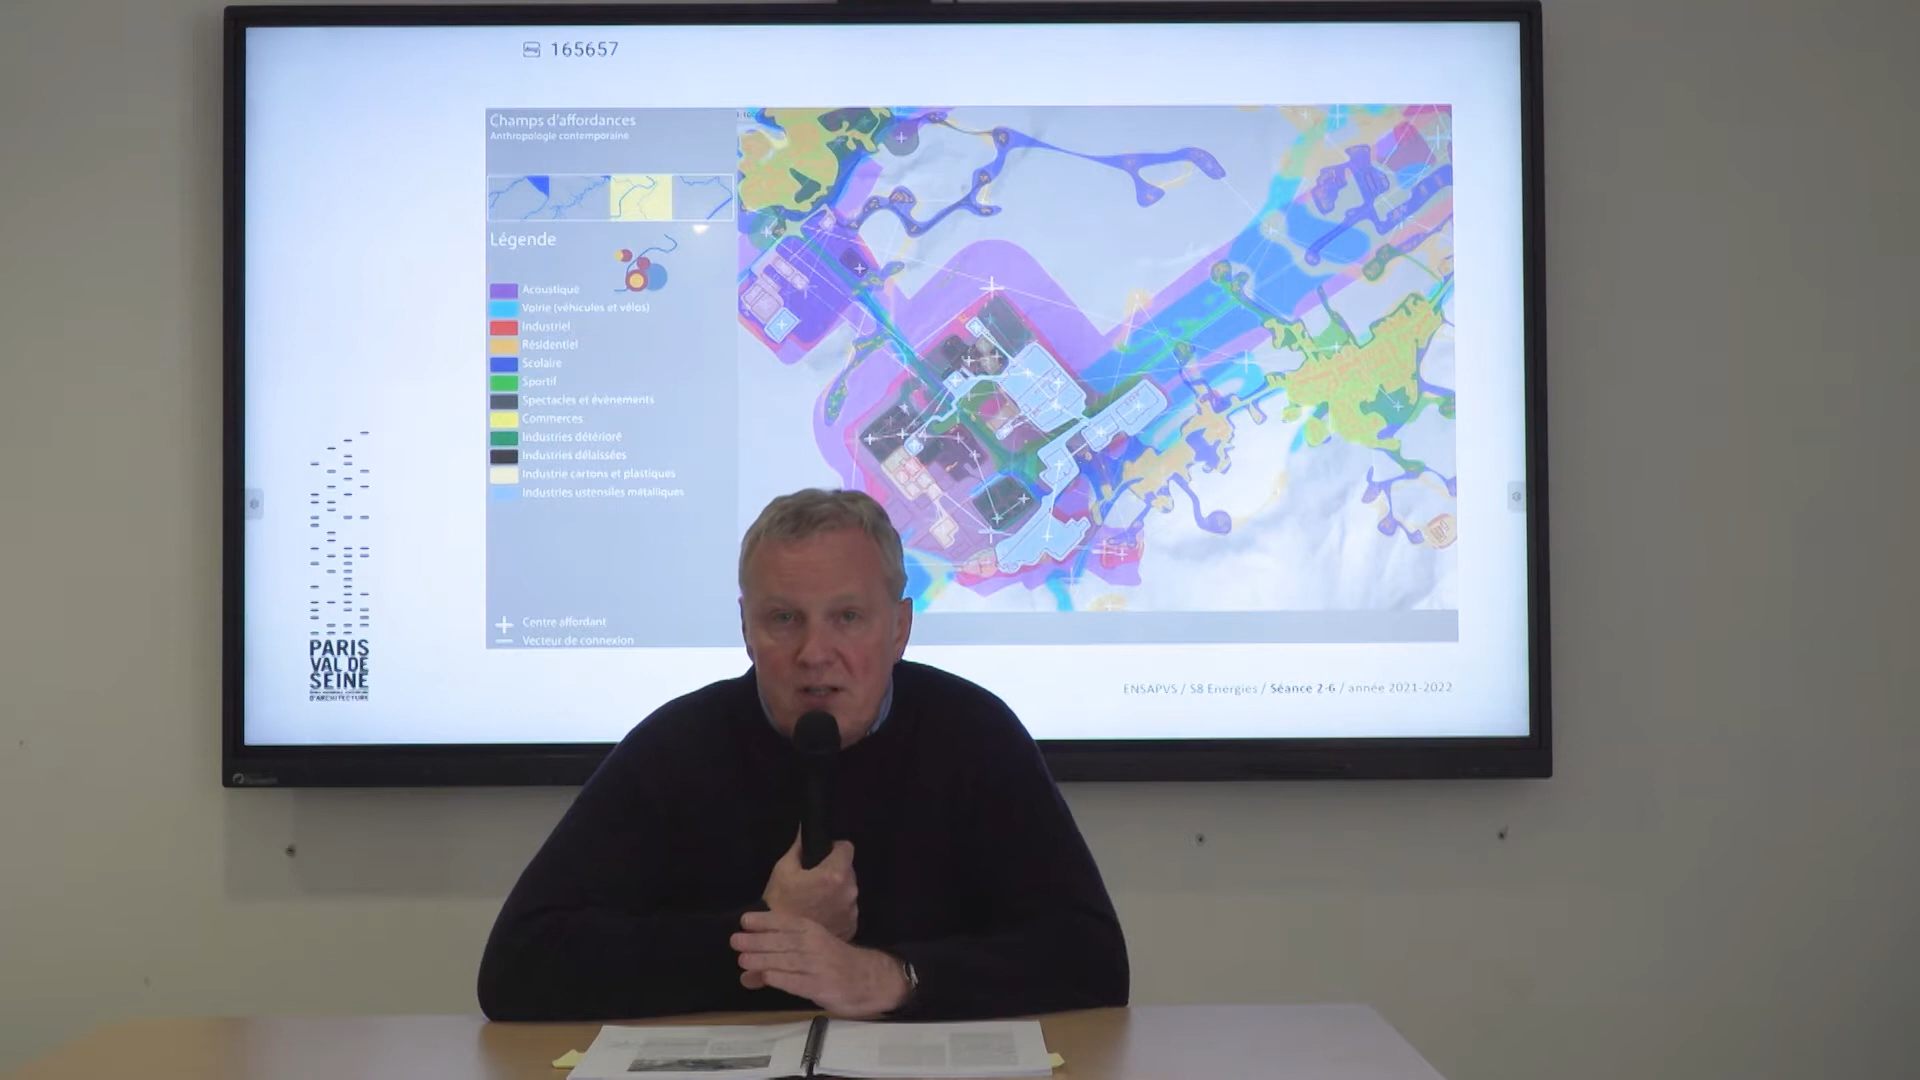 165657
Champs d'affordances
Anthropologie contemporaine
Légende
Acoustique
Voirie (véhicules et vélos)
Industriel
Résidentiel
Scolaire
Sportif
Spectacles et évènements
Commerces
Industries détérioré
Industries délaissées
Industrie cartons et plastiques
Industries ustensiles métalliques
Centre affordant
Vecteur de connexion
PARIS
VAL DE
SEINE
D'ARCHITECTURE
ENSAPVS / S8 Energies / Séance 2-6 / année 2021-2022